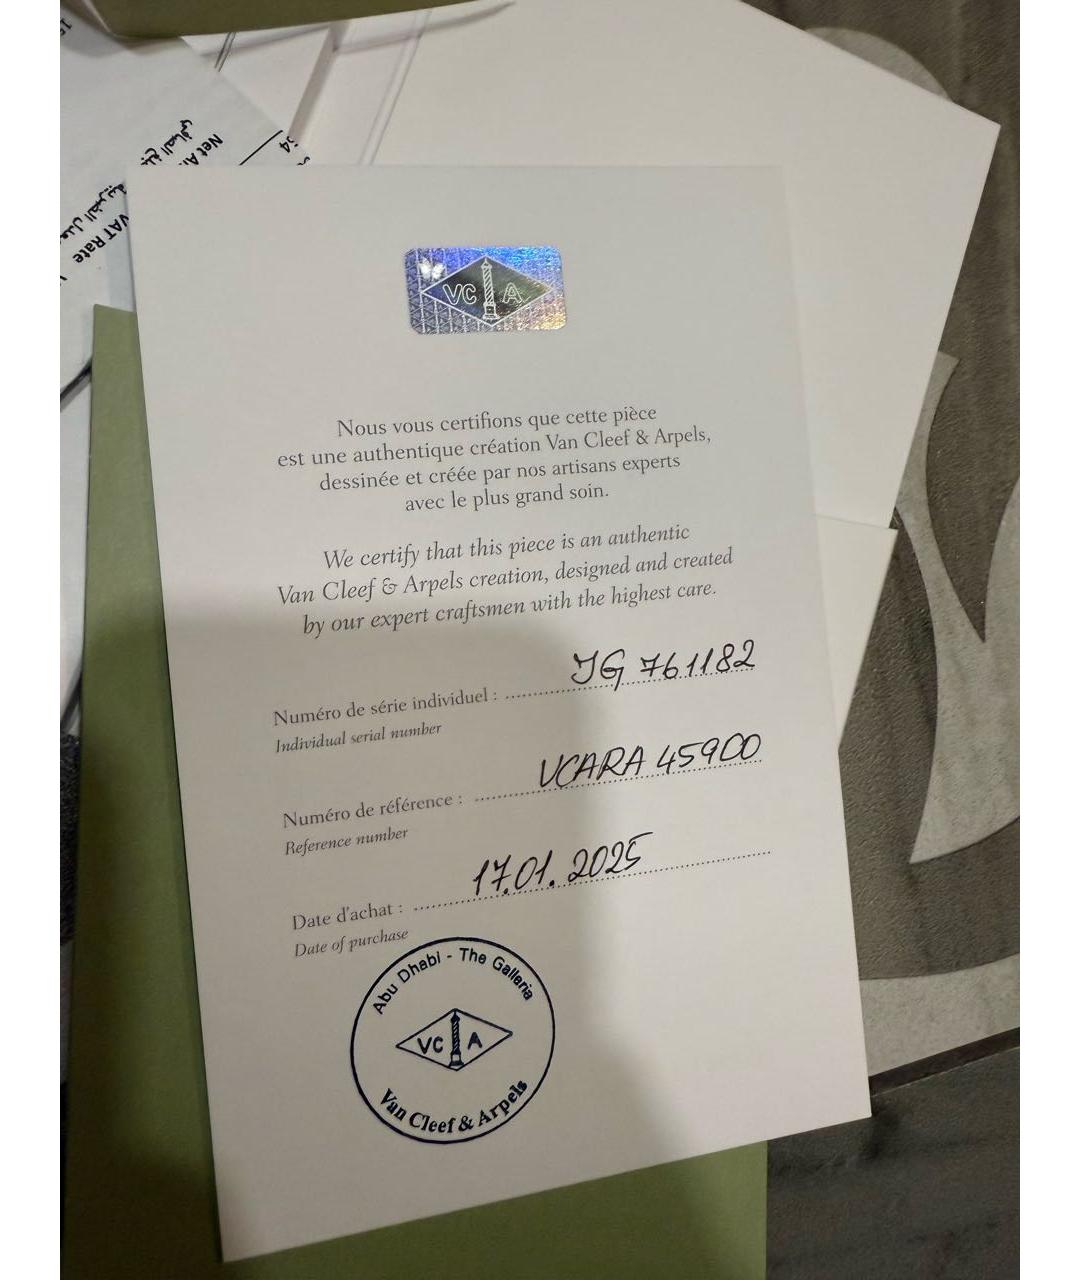 Net
VAT Rate
54
VC A
Nous vous certifions que cette pièce
est une authentique création Van Cleef & Arpels,
dessinée et créée par nos artisans experts
avec le plus grand soin.
We certify that this piece is an authentic
Van Cleef & Arpels creation, designed and created
by our expert craftsmen with the highest care.
JG 761182
Numéro de série individuel :
Individual serial number
VCARA 45900
Numéro de référence :
Reference number
17.01.2025
Date d'achat :
Date of purchase
Abu Dhabi - The Galleria
VC A
Van Cleef & Arpels